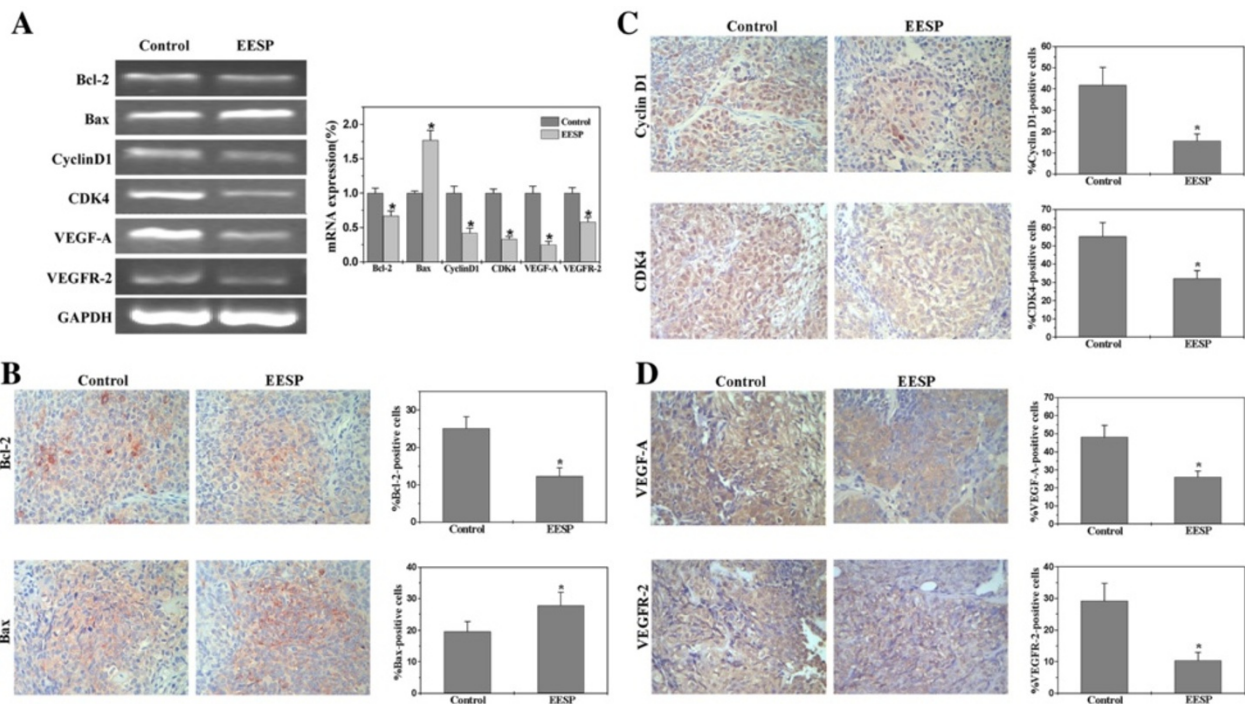 A
Control EESP
Bcl-2
Bax
CyclinD1
CDK4
VEGF-A
VEGFR-2
GAPDH
mRNA expression(%)
2.0
1.5
1.0
0.5
0.0
Control
EESP
* * * * * *
Bcl-2 Bax CyclinD1 CDK4 VEGF-A VEGFR-2
B
Control EESP
Bcl-2
%Bcl-2-positive cells
30
20
10
0
*
Control EESP
Bax
%Bax-positive cells
40
30
20
10
0
*
Control EESP
C
Control EESP
Cyclin D1
%Cyclin D1-positive cells
60
50
40
30
20
10
0
*
Control EESP
CDK4
%CDK4-positive cells
70
60
50
40
30
20
10
0
*
Control EESP
D
Control EESP
VEGF-A
%VEGF-A-positive cells
70
60
50
40
30
20
10
0
*
Control EESP
VEGFR-2
%VEGFR-2-positive cells
40
30
20
10
0
*
Control EESP